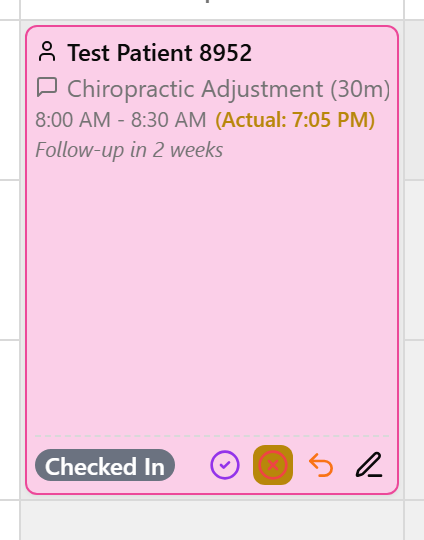 Test Patient 8952
Chiropractic Adjustment (30m)
8:00 AM - 8:30 AM (Actual: 7:05 PM)
Follow-up in 2 weeks
Checked In